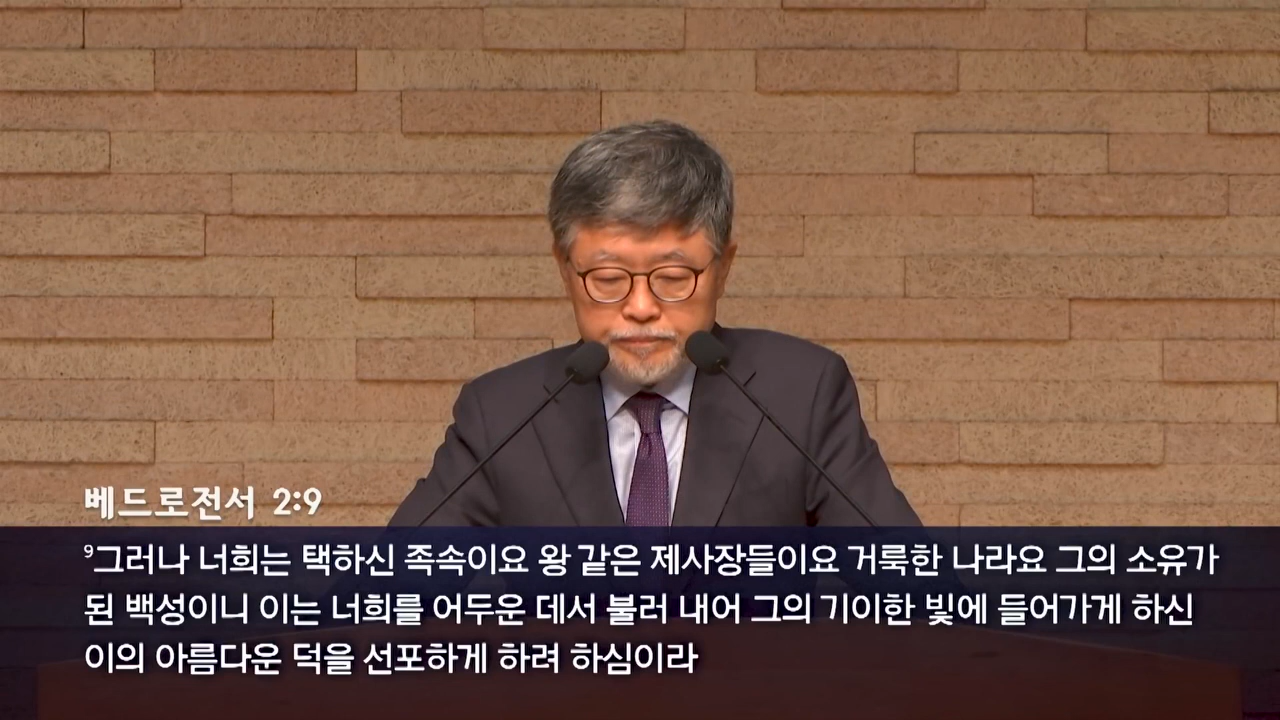 베드로전서 2:9
⁹그러나 너희는 택하신 족속이요 왕 같은 제사장들이요 거룩한 나라요 그의 소유가
된 백성이니 이는 너희를 어두운 데서 불러 내어 그의 기이한 빛에 들어가게 하신
이의 아름다운 덕을 선포하게 하려 하심이라